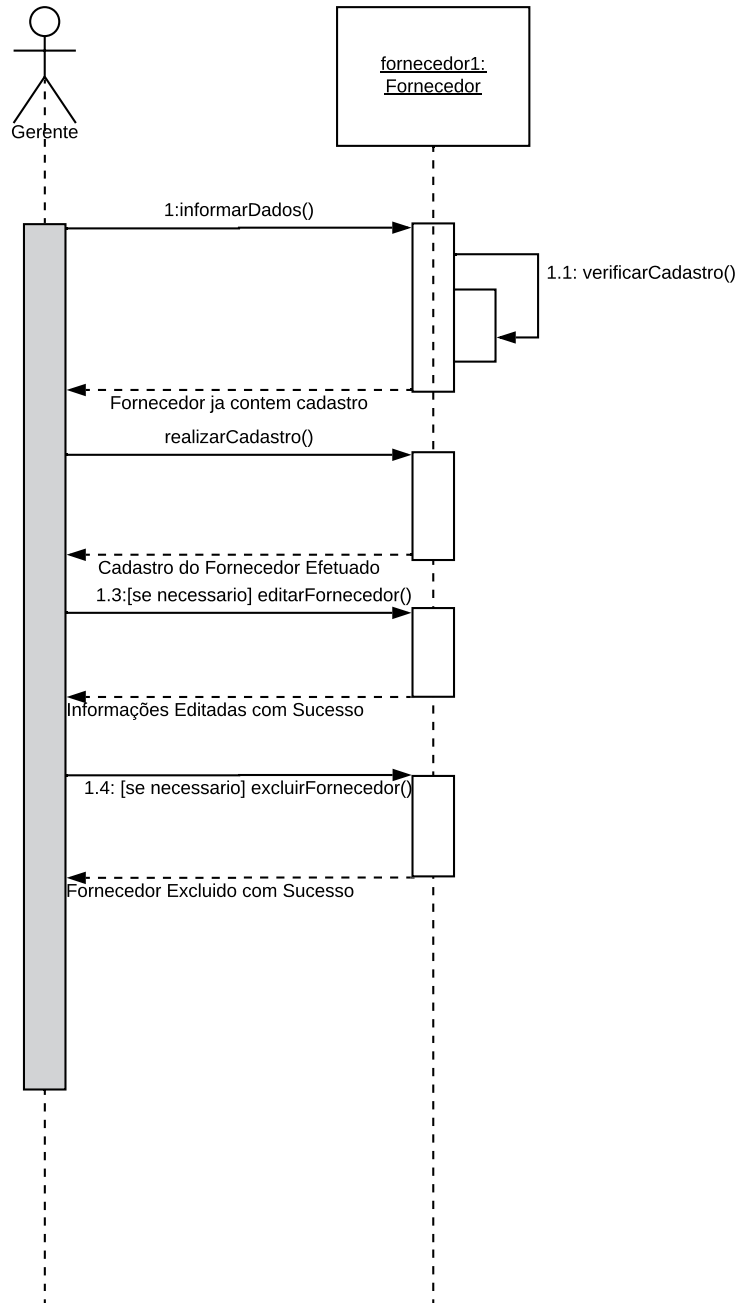 Gerente
fornecedor1:
Fornecedor
1:informarDados()
1.1: verificarCadastro()
Fornecedor ja contem cadastro
realizarCadastro()
Cadastro do Fornecedor Efetuado
1.3:[se necessario] editarFornecedor()
Informações Editadas com Sucesso
1.4: [se necessario] excluirFornecedor()
Fornecedor Excluido com Sucesso